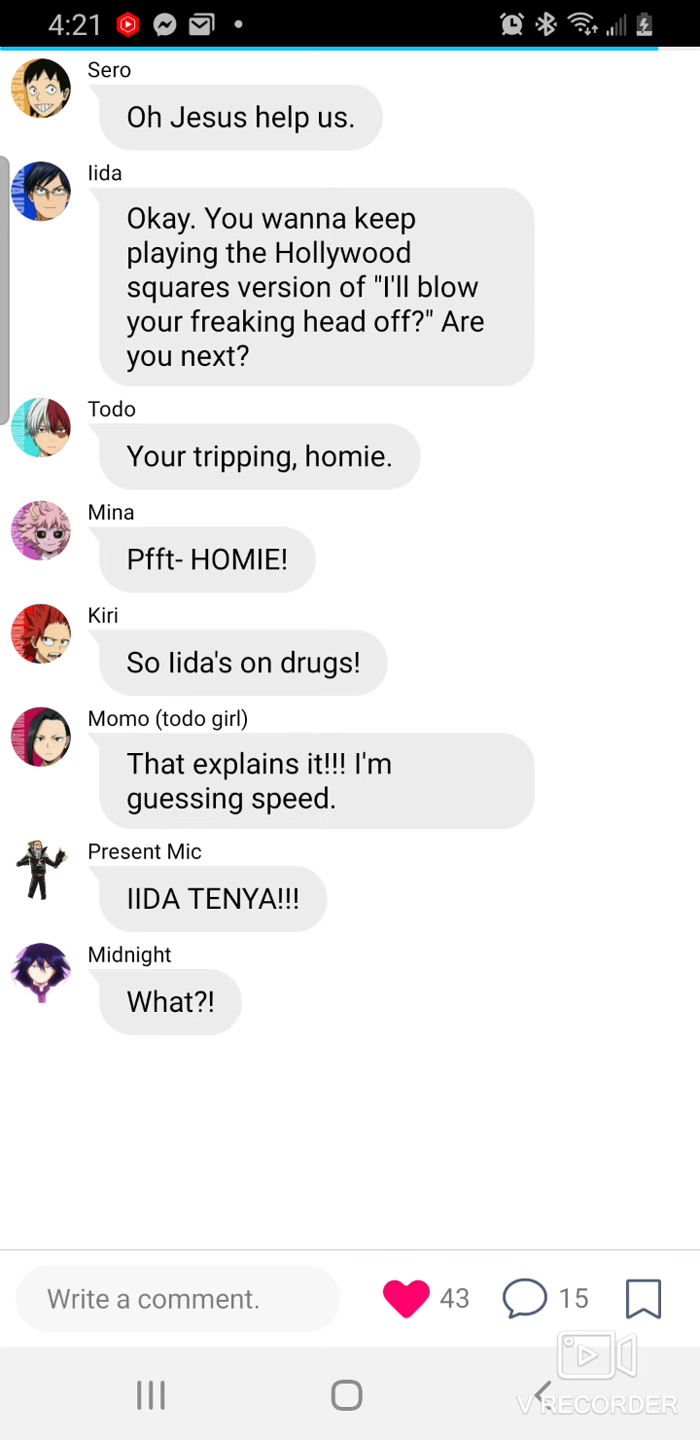 4:21
Sero
Oh Jesus help us.
Iida
Okay. You wanna keep
playing the Hollywood
squares version of "I'll blow
your freaking head off?" Are
you next?
Todo
Your tripping, homie.
Mina
Pfft- HOMIE!
Kiri
So Iida's on drugs!
Momo (todo girl)
That explains it!!! I'm
guessing speed.
Present Mic
IIDA TENYA!!!
Midnight
What?!
Write a comment.
43
15
V RECORDER